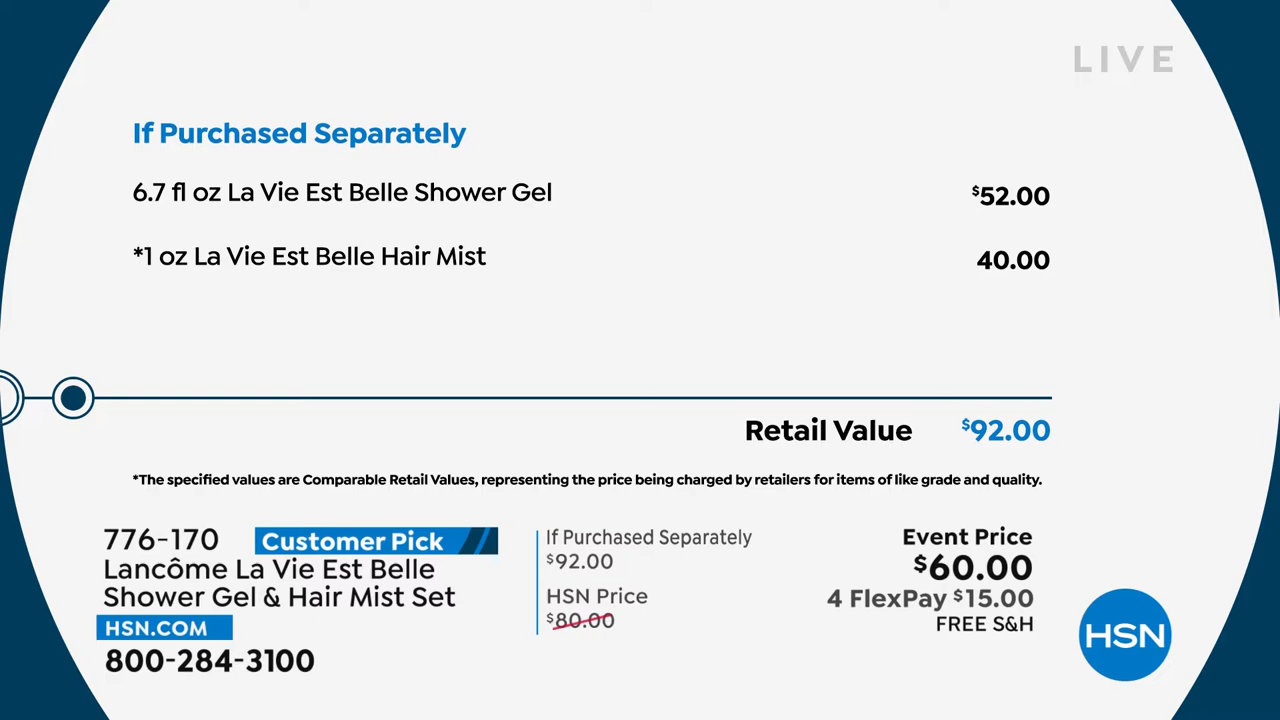 LIVE
If Purchased Separately
6.7 fl oz La Vie Est Belle Shower Gel $52.00
*1 oz La Vie Est Belle Hair Mist 40.00
Retail Value $92.00
*The specified values are Comparable Retail Values, representing the price being charged by retailers for items of like grade and quality.
776-170 Customer Pick
Lancôme La Vie Est Belle
Shower Gel & Hair Mist Set
HSN.COM
800-284-3100
If Purchased Separately
$92.00
HSN Price
$80.00
Event Price
$60.00
4 FlexPay $15.00
FREE S&H
HSN